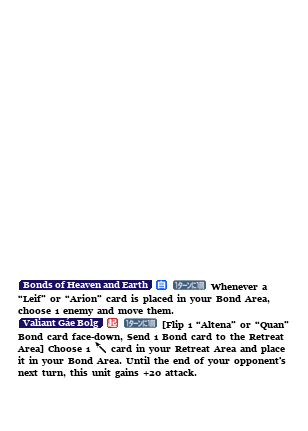 Bonds of Heaven and Earth 自 1ターンに1回 Whenever a
“Leif” or “Arion” card is placed in your Bond Area,
choose 1 enemy and move them.
Valiant Gáe Bolg 起 1ターンに1回 [Flip 1 “Altena” or “Quan”
Bond card face-down, Send 1 Bond card to the Retreat
Area] Choose 1 card in your Retreat Area and place
it in your Bond Area. Until the end of your opponent’s
next turn, this unit gains +20 attack.